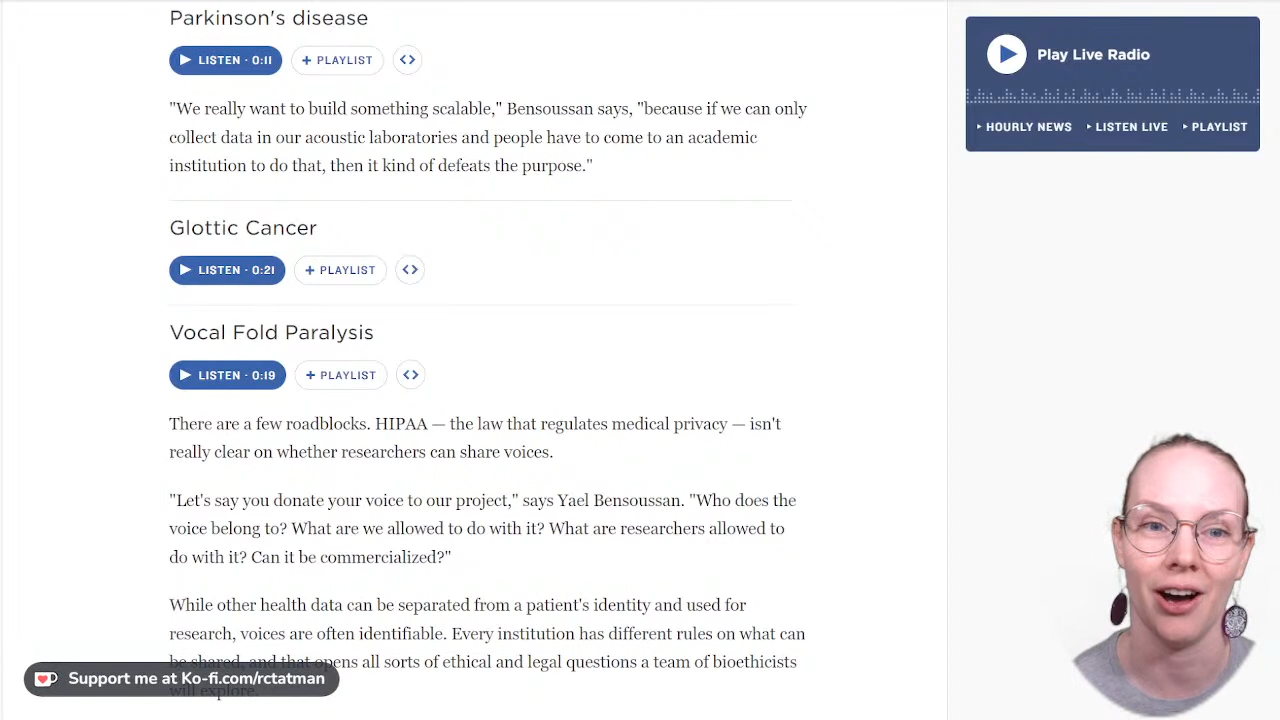 Parkinson's disease
LISTEN · 0:11
+ PLAYLIST
<>
"We really want to build something scalable," Bensoussan says, "because if we can only
collect data in our acoustic laboratories and people have to come to an academic
institution to do that, then it kind of defeats the purpose."
Glottic Cancer
LISTEN · 0:21
+ PLAYLIST
<>
Vocal Fold Paralysis
LISTEN · 0:19
+ PLAYLIST
<>
There are a few roadblocks. HIPAA — the law that regulates medical privacy — isn't
really clear on whether researchers can share voices.
"Let's say you donate your voice to our project," says Yael Bensoussan. "Who does the
voice belong to? What are we allowed to do with it? What are researchers allowed to
do with it? Can it be commercialized?"
While other health data can be separated from a patient's identity and used for
research, voices are often identifiable. Every institution has different rules on what can
be shared, and that opens all sorts of ethical and legal questions a team of bioethicists
will explore.
Support me at Ko-fi.com/rctatman
Play Live Radio
HOURLY NEWS
LISTEN LIVE
PLAYLIST